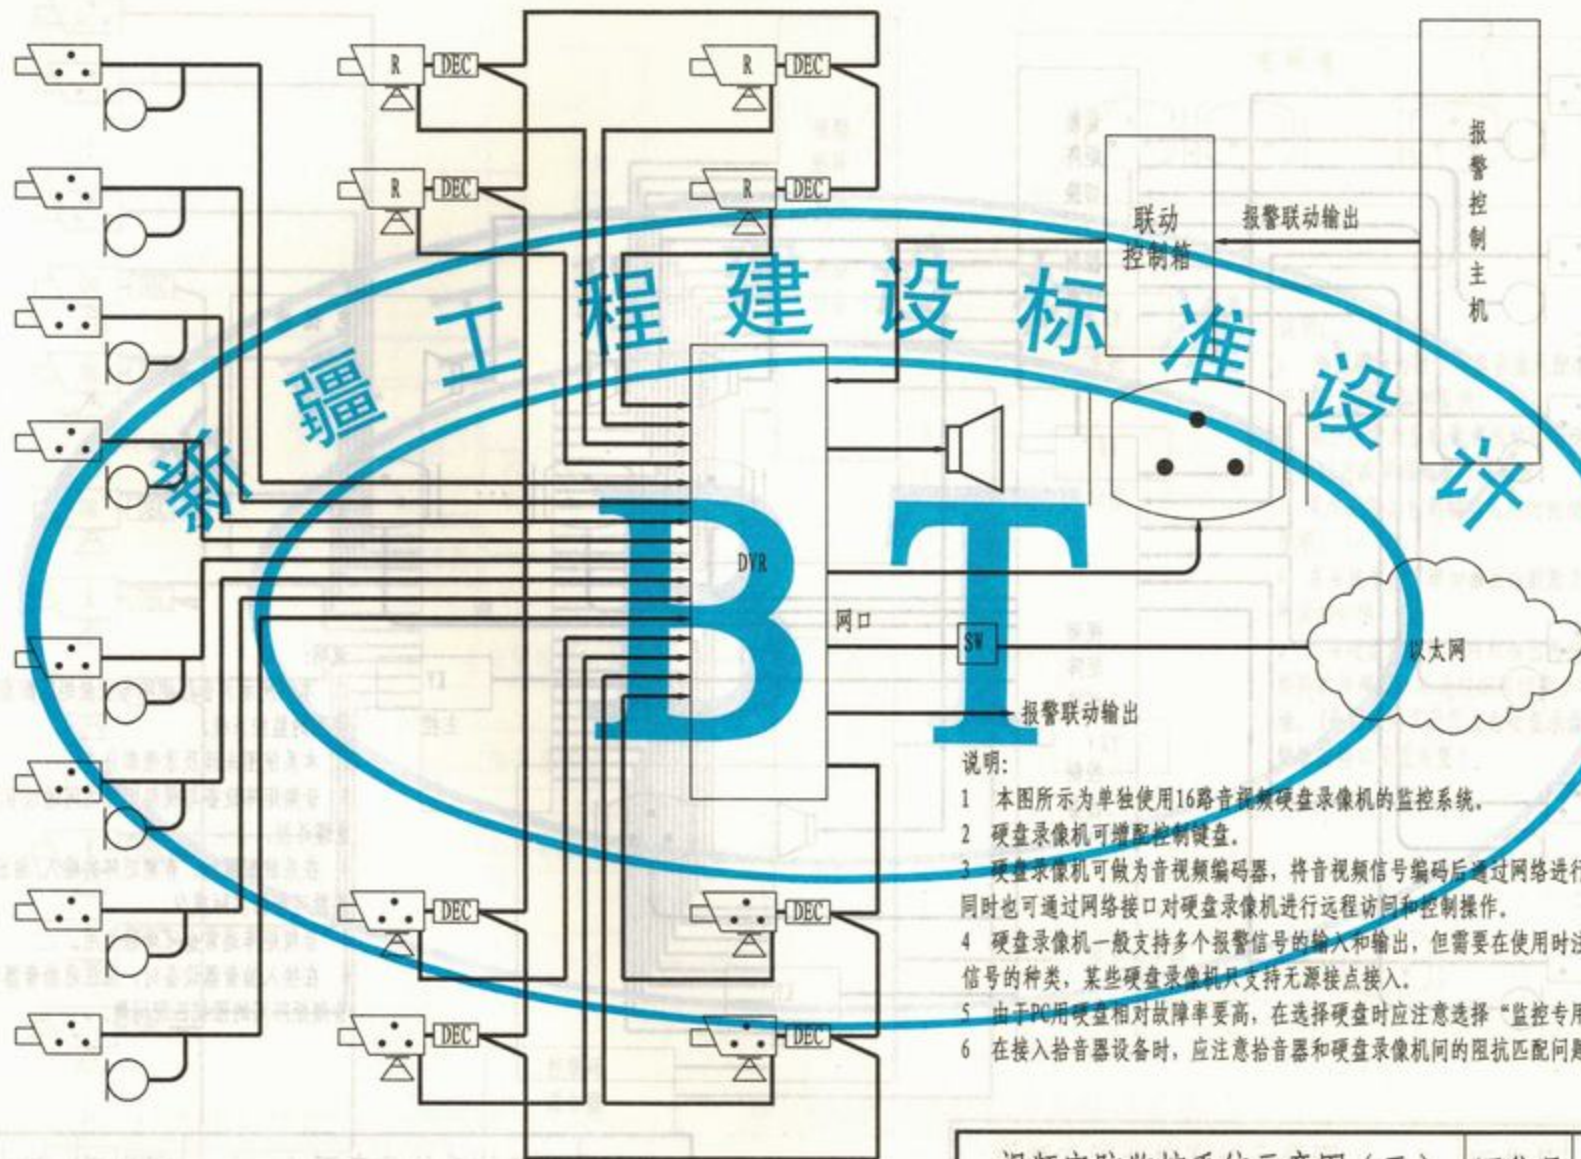 R DEC
R DEC
R DEC
R DEC
联动
控制箱
报警联动输出
报警控制主机
新疆工程建设标准设计
BT
DVR
网口
SW
以太网
报警联动输出
DEC
DEC
DEC
DEC
说明：
1 本图所示为单独使用16路音视频硬盘录像机的监控系统。
2 硬盘录像机可增配控制键盘。
3 硬盘录像机可做为音视频编码器，将音视频信号编码后通过网络进行
同时也可通过网络接口对硬盘录像机进行远程访问和控制操作。
4 硬盘录像机一般支持多个报警信号的输入和输出，但需要在使用时注
信号的种类，某些硬盘录像机只支持无源接点接入。
5 由于PC用硬盘相对故障率要高，在选择硬盘时应注意选择“监控专用
6 在接入拾音器设备时，应注意拾音器和硬盘录像机间的阻抗匹配问题